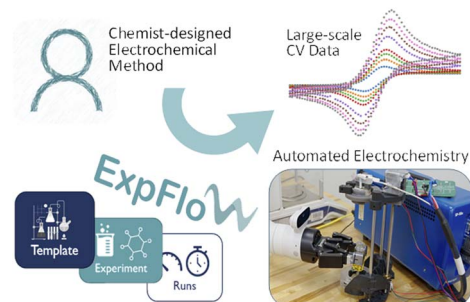 Chemist-designed
Electrochemical
Method
Large-scale
CV Data
Automated Electrochemistry
ExpFlow
Template
Experiment
Runs